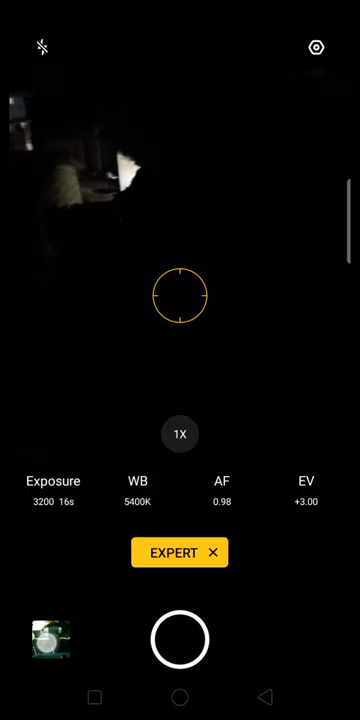 1X
Exposure WB AF EV
3200 16s 5400K 0.98 +3.00
EXPERT ×